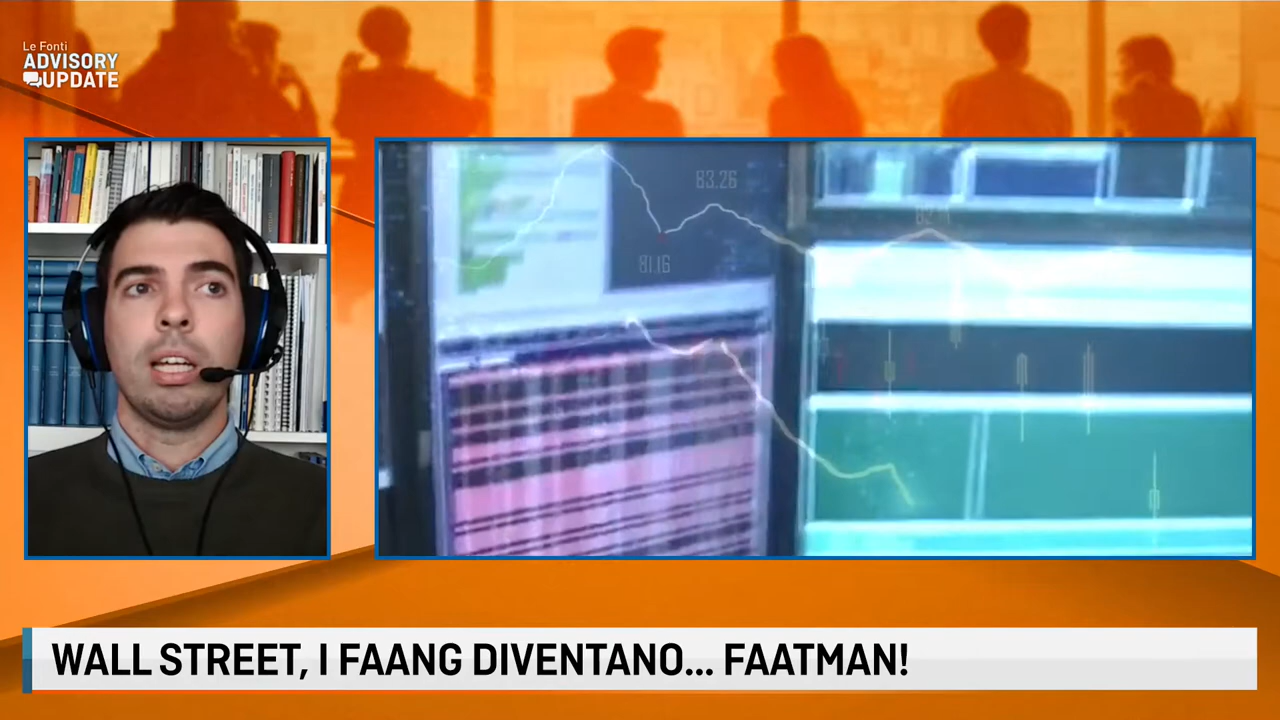 Le Fonti
ADVISORY
UPDATE
83.26
81.16
WALL STREET, I FAANG DIVENTANO... FAATMAN!